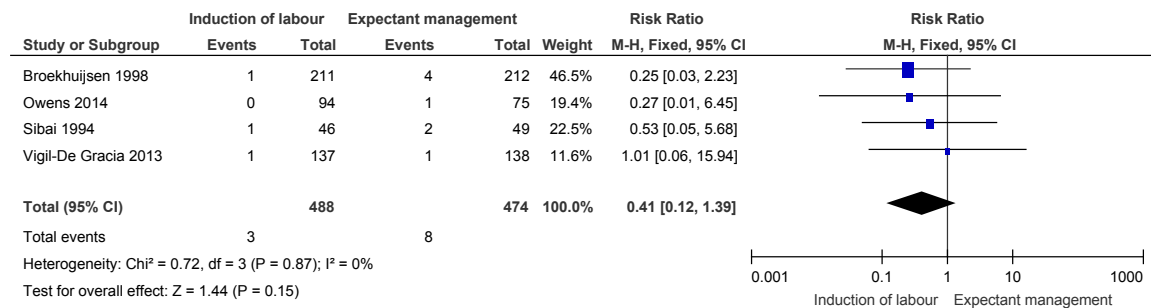 Induction of labour Expectant management Risk Ratio Risk Ratio
Study or Subgroup Events Total Events Total Weight M-H, Fixed, 95% CI M-H, Fixed, 95% CI
Broekhuijsen 1998 1 211 4 212 46.5% 0.25 [0.03, 2.23]
Owens 2014 0 94 1 75 19.4% 0.27 [0.01, 6.45]
Sibai 1994 1 46 2 49 22.5% 0.53 [0.05, 5.68]
Vigil-De Gracia 2013 1 137 1 138 11.6% 1.01 [0.06, 15.94]
Total (95% CI) 488 474 100.0% 0.41 [0.12, 1.39]
Total events 3 8
Heterogeneity: Chi² = 0.72, df = 3 (P = 0.87); I² = 0%
Test for overall effect: Z = 1.44 (P = 0.15)
0.001 0.1 1 10 1000
Induction of labour Expectant management